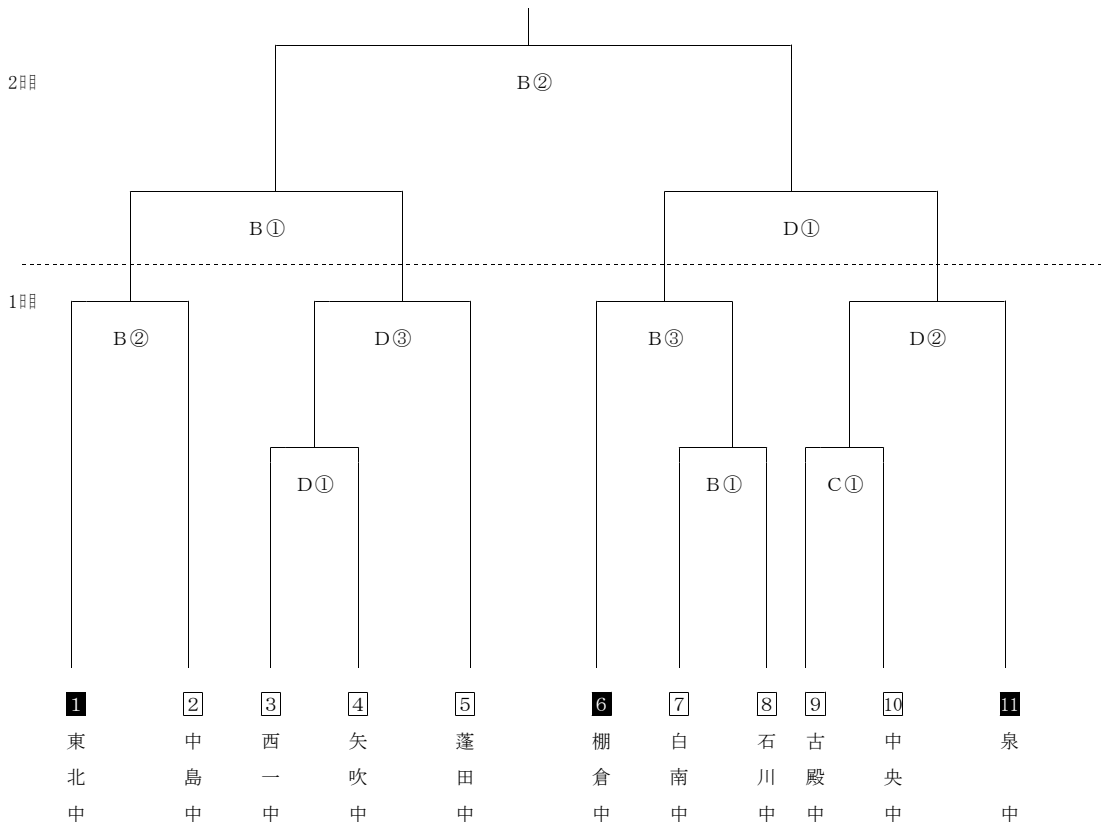 B②
2日目
B①
D①
1日目
B②
D③
B③
D②
D①
B①
C①
1
2
3
4
5
6
7
8
9
10
11
東北中
中島中
西一中
矢吹中
蓬田中
棚倉中
白南中
石川中
古殿中
中央中
泉中